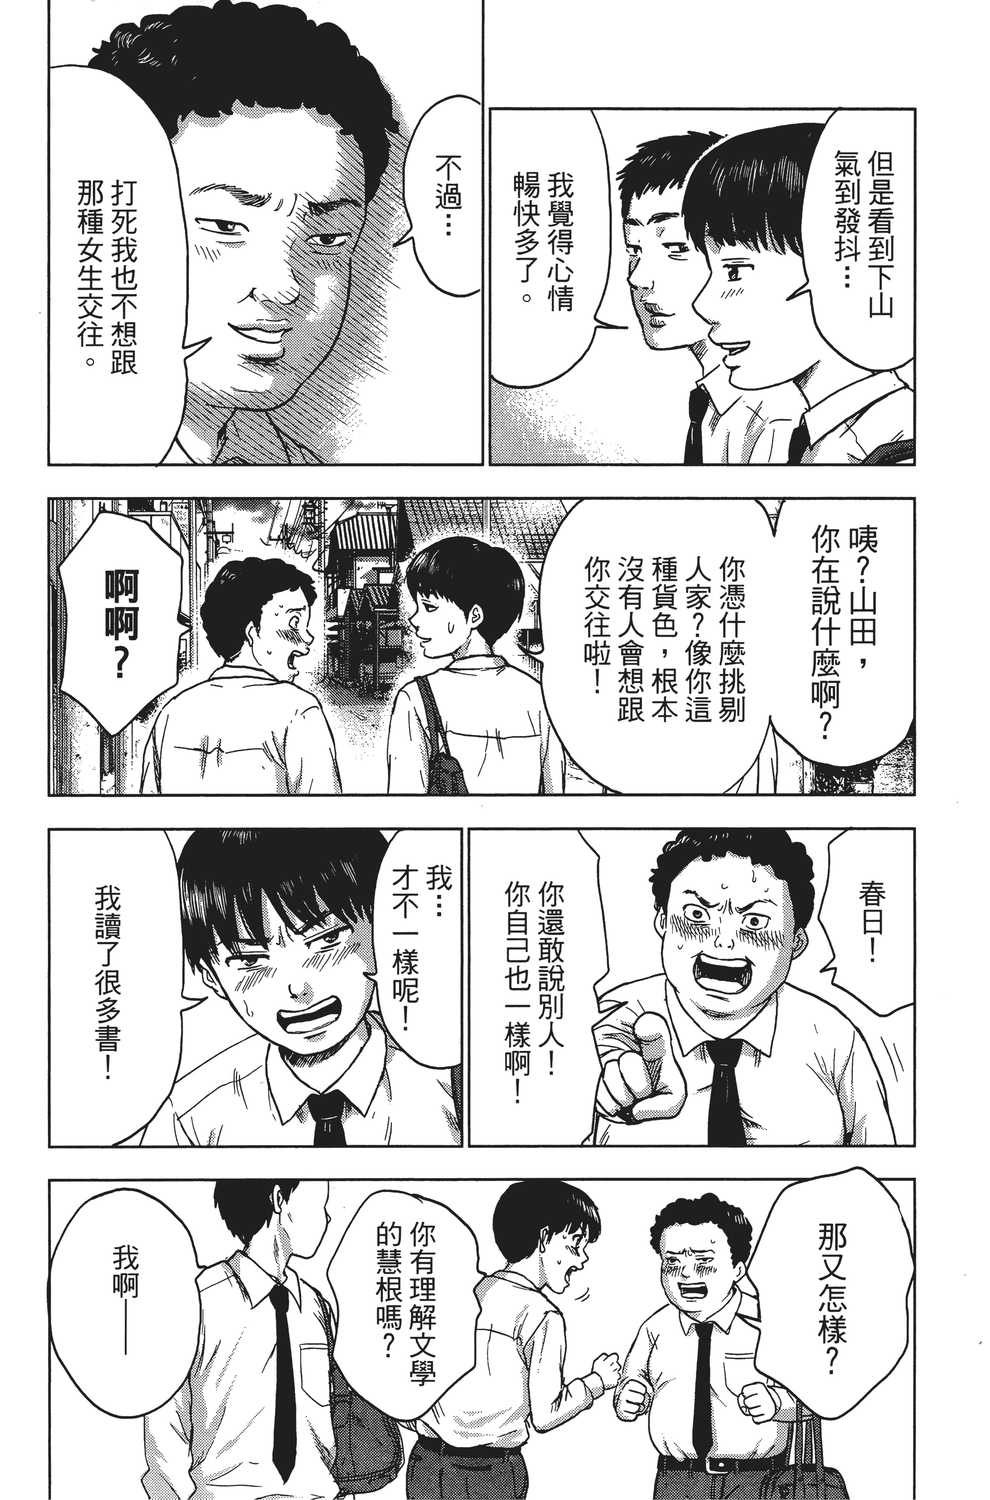 但是看到下山
氣到發抖…
我覺得心情
暢快多了。
不過…
打死我也不想跟
那種女生交往。
咦？山田，
你在說什麼啊？
你憑什麼挑剔
人家？像你這
種貨色，根本
沒有人會想跟
你交往啦！
啊啊？
春日！
你還敢說別人！
你自己也一樣啊！
我…
才不一樣呢！
我讀了很多書！
那又怎樣？
你有理解文學
的慧根嗎？
我啊——